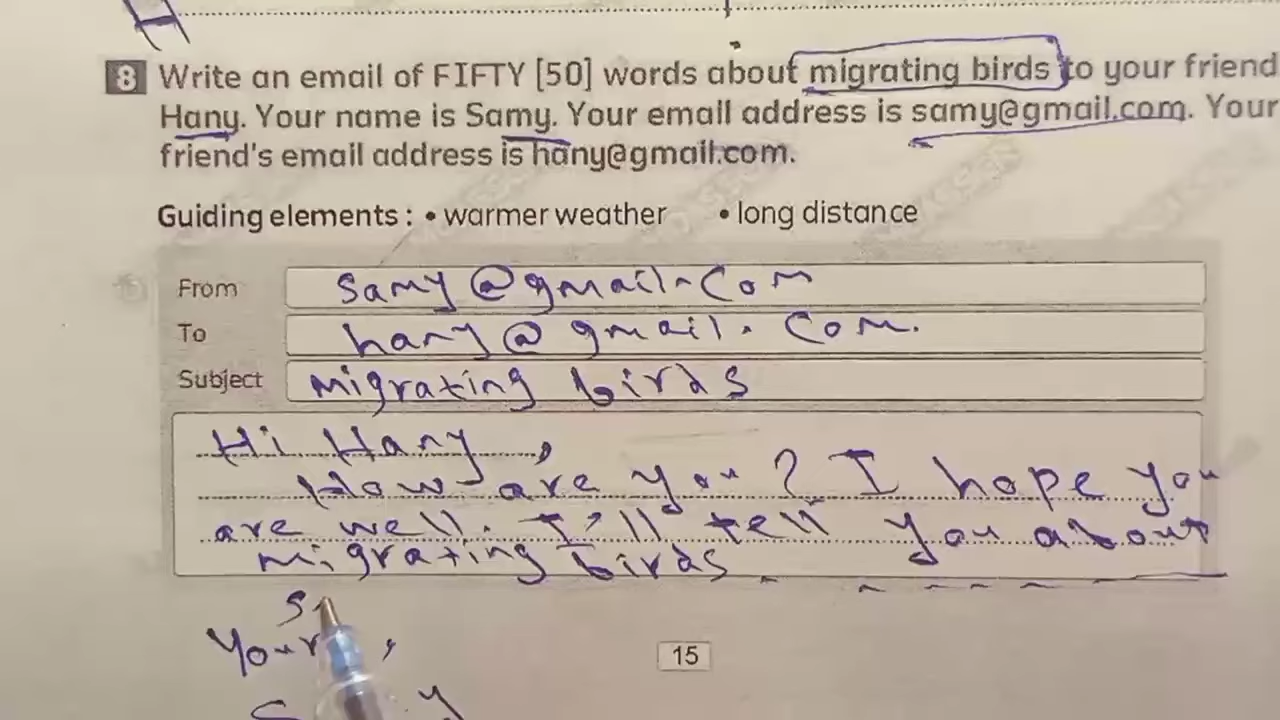 8 Write an email of FIFTY [50] words about migrating birds to your friend
Hany. Your name is Samy. Your email address is samy@gmail.com. Your
friend's email address is hany@gmail.com.
Guiding elements : • warmer weather • long distance
From samy@gmail.com
To hany@gmail.com.
Subject Migrating birds
Hi Hany,
How are you? I hope you
are well. I'll tell you about
migrating birds
Your ,
15